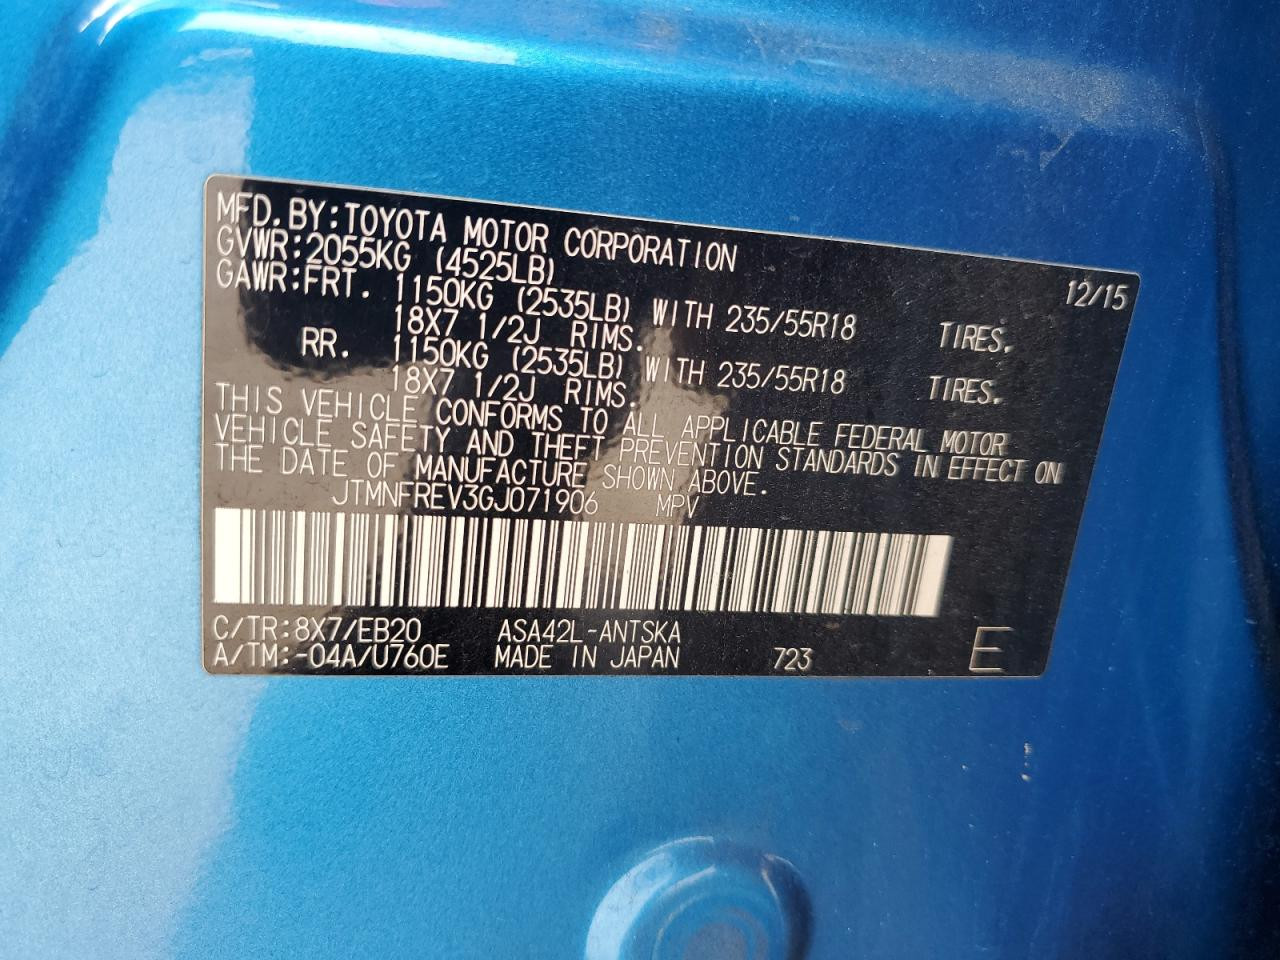 MFD.BY:TOYOTA MOTOR CORPORATION 12/15
GVWR:2055KG (4525LB)
GAWR:FRT. 1150KG (2535LB) WITH 235/55R18 TIRES.
18X7 1/2J RIMS.
RR. 1150KG (2535LB) WITH 235/55R18 TIRES.
18X7 1/2J RIMS.
THIS VEHICLE CONFORMS TO ALL APPLICABLE FEDERAL MOTOR
VEHICLE SAFETY AND THEFT PREVENTION STANDARDS IN EFFECT ON
THE DATE OF MANUFACTURE SHOWN ABOVE.
JTMNFREV3GJ071906 MPV
C/TR:8X7/EB20 ASA42L-ANTSKA
A/TM:-04A/U760E MADE IN JAPAN 723 E